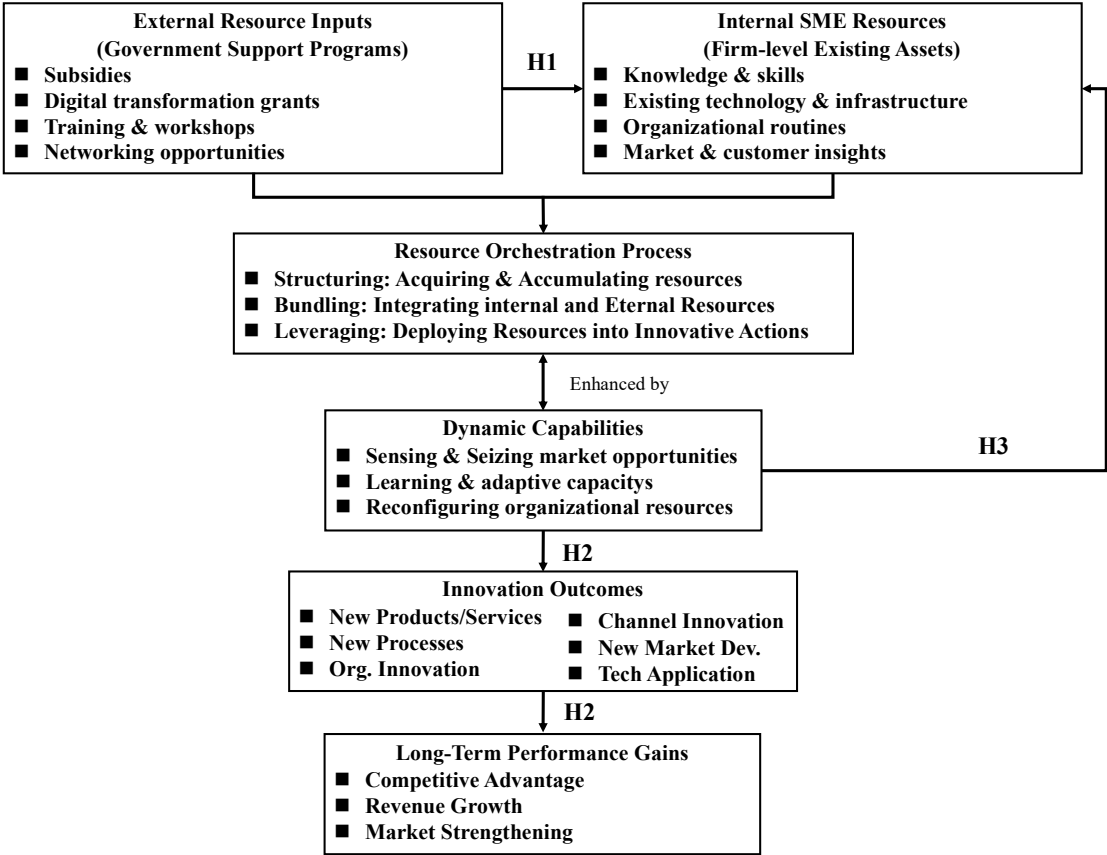 External Resource Inputs
(Government Support Programs)
■ Subsidies
■ Digital transformation grants
■ Training & workshops
■ Networking opportunities
H1
Internal SME Resources
(Firm-level Existing Assets)
■ Knowledge & skills
■ Existing technology & infrastructure
■ Organizational routines
■ Market & customer insights
Resource Orchestration Process
■ Structuring: Acquiring & Accumulating resources
■ Bundling: Integrating internal and Eternal Resources
■ Leveraging: Deploying Resources into Innovative Actions
Enhanced by
Dynamic Capabilities
■ Sensing & Seizing market opportunities
■ Learning & adaptive capacitys
■ Reconfiguring organizational resources
H3
H2
Innovation Outcomes
■ New Products/Services
■ New Processes
■ Org. Innovation
■ Channel Innovation
■ New Market Dev.
■ Tech Application
H2
Long-Term Performance Gains
■ Competitive Advantage
■ Revenue Growth
■ Market Strengthening